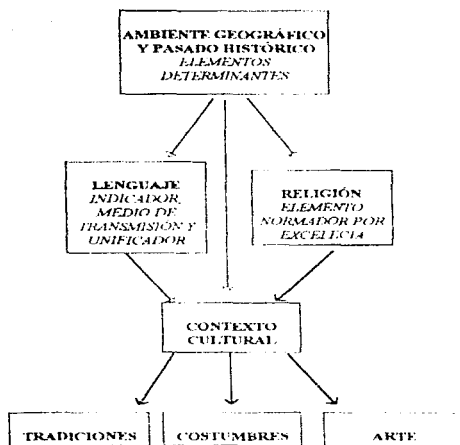 AMBIENTE GEOGRÁFICO
Y PASADO HISTÓRICO
ELEMENTOS
DETERMINANTES
LENGUAJE
INDICADOR,
MEDIO DE
TRANSMISIÓN Y
UNIFICADOR
RELIGIÓN
ELEMENTO
NORMADOR POR
EXCELECIA
CONTEXTO
CULTURAL
TRADICIONES
COSTUMBRES
ARTE